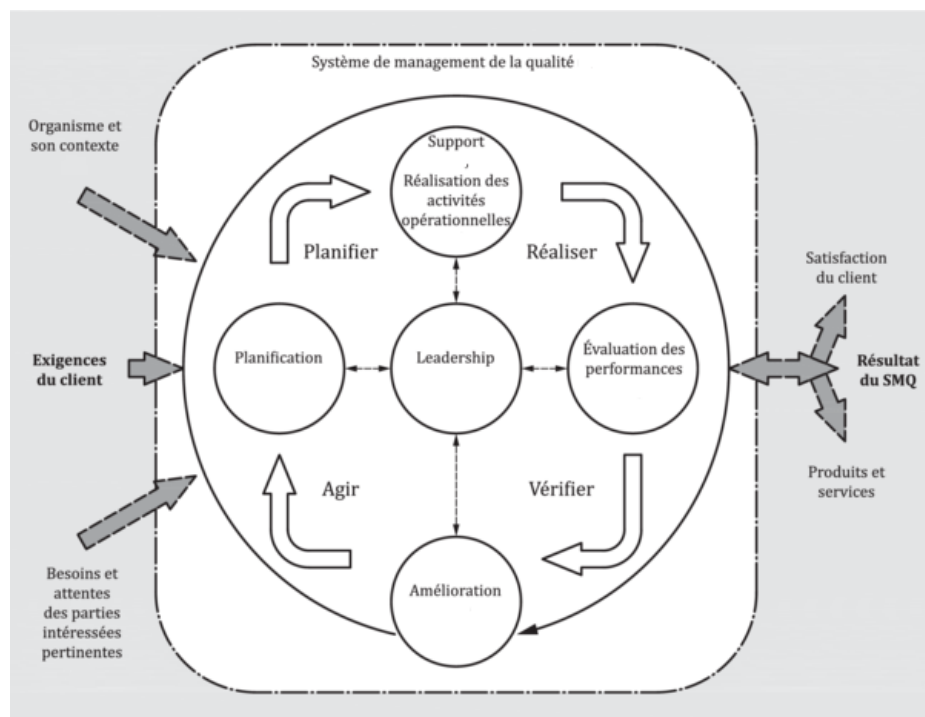 Système de management de la qualité
Organisme et
son contexte
Support
,
Réalisation des
activités
opérationnelles
Planifier
Réaliser
Satisfaction
du client
Exigences
du client
Planification
Leadership
Évaluation des
performances
Résultat
du SMQ
Agir
Vérifier
Produits et
services
Besoins et
attentes
des parties
intéressées
pertinentes
Amélioration